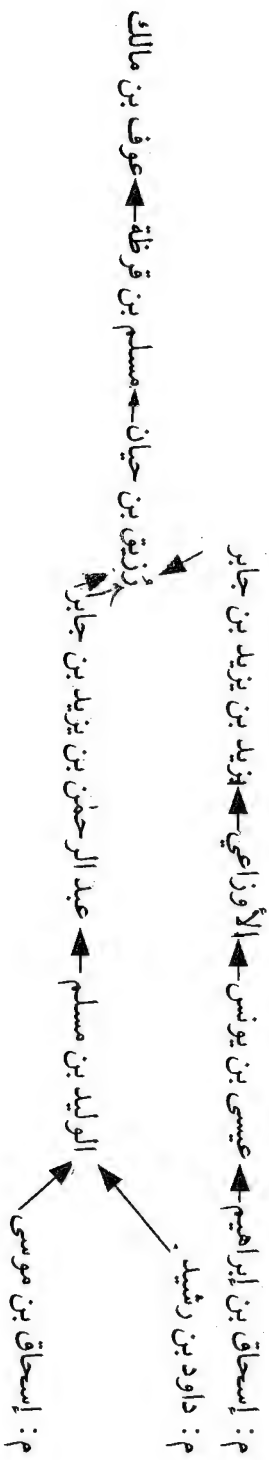 م: إسحاق بن إبراهيم عيسى بن يونس الأوزاعي يزيد بن يزيد بن جابر
م: داود بن رشيد
رُزيق بن حيان مسلم بن قرظة عوف بن مالك
الوليد بن مسلم عبد الرحمن بن يزيد بن جابر
م: إسحاق بن موسى